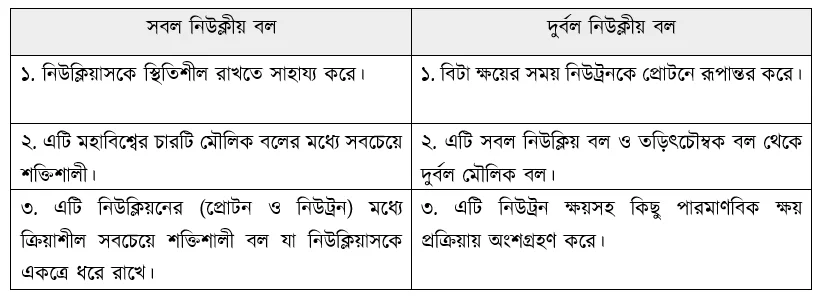 সবল নিউক্লীয় বল
দুর্বল নিউক্লীয় বল
১. নিউক্লিয়াসকে স্থিতিশীল রাখতে সাহায্য করে।
১. বিটা ক্ষয়ের সময় নিউট্রনকে প্রোটনে রূপান্তর করে।
২. এটি মহাবিশ্বের চারটি মৌলিক বলের মধ্যে সবচেয়ে
শক্তিশালী।
২. এটি সবল নিউক্লিয় বল ও তড়িৎচৌম্বক বল থেকে
দুর্বল মৌলিক বল।
৩. এটি নিউক্লিয়নের (প্রোটন ও নিউট্রন) মধ্যে
ক্রিয়াশীল সবচেয়ে শক্তিশালী বল যা নিউক্লিয়াসকে
একত্রে ধরে রাখে।
৩. এটি নিউট্রন ক্ষয়সহ কিছু পারমাণবিক ক্ষয়
প্রক্রিয়ায় অংশগ্রহণ করে।